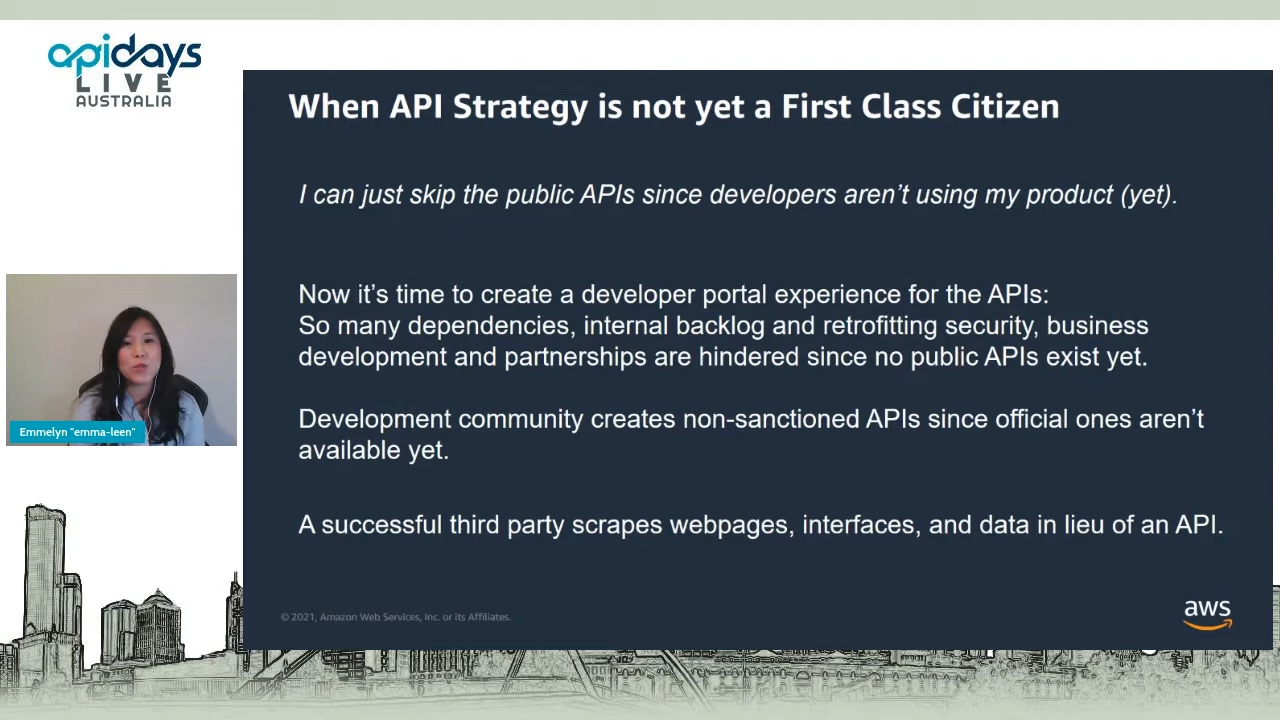 apidays
LIVE
AUSTRALIA
When API Strategy is not yet a First Class Citizen
I can just skip the public APIs since developers aren’t using my product (yet).
Now it’s time to create a developer portal experience for the APIs:
So many dependencies, internal backlog and retrofitting security, business
development and partnerships are hindered since no public APIs exist yet.
Development community creates non-sanctioned APIs since official ones aren’t
available yet.
A successful third party scrapes webpages, interfaces, and data in lieu of an API.
Emmelyn "emma-leen"
© 2021, Amazon Web Services, Inc. or its Affiliates.
aws